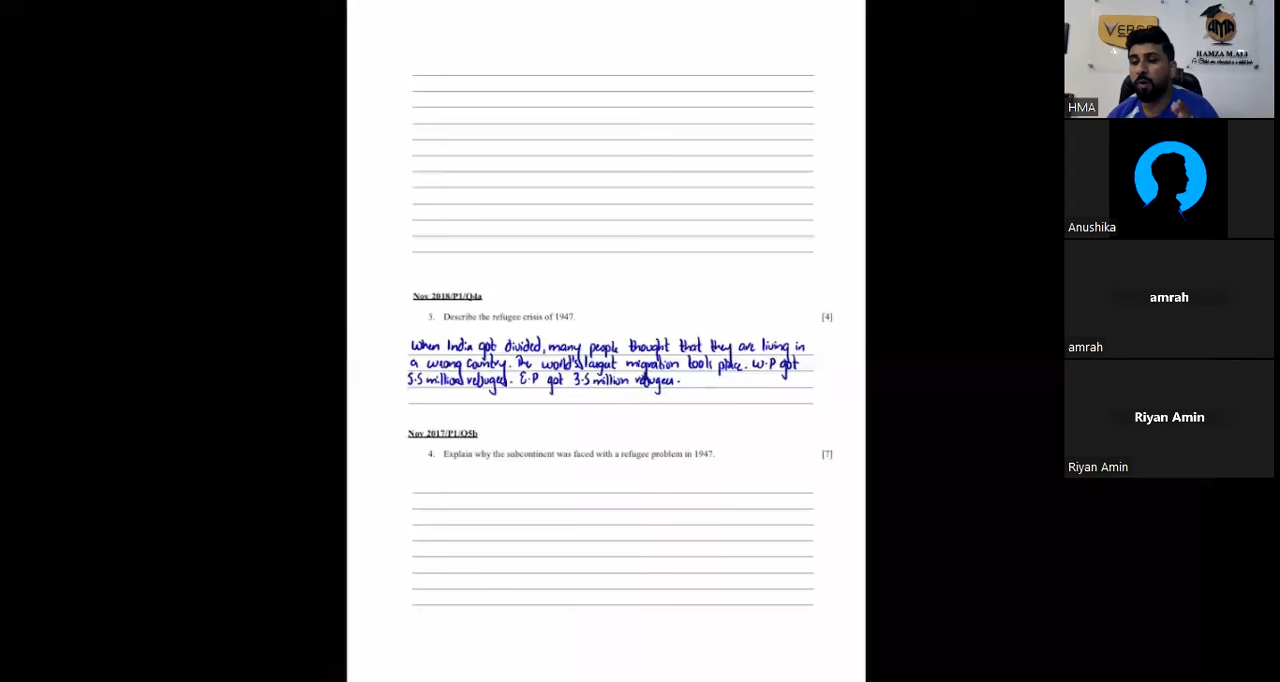 Nov 2018/P1/Q4a
3. Describe the refugee crisis of 1947. [4]
When India got divided, many people thought that they are living in
a wrong country. The world's largest migration took place. W.P got
5.5 million refugees. E.P got 3.5 million refugees.
Nov 2017/P1/Q5b
4. Explain why the subcontinent was faced with a refugee problem in 1947. [7]
HAMZA M.ALI
HMA
Anushika
amrah
amrah
Riyan Amin
Riyan Amin